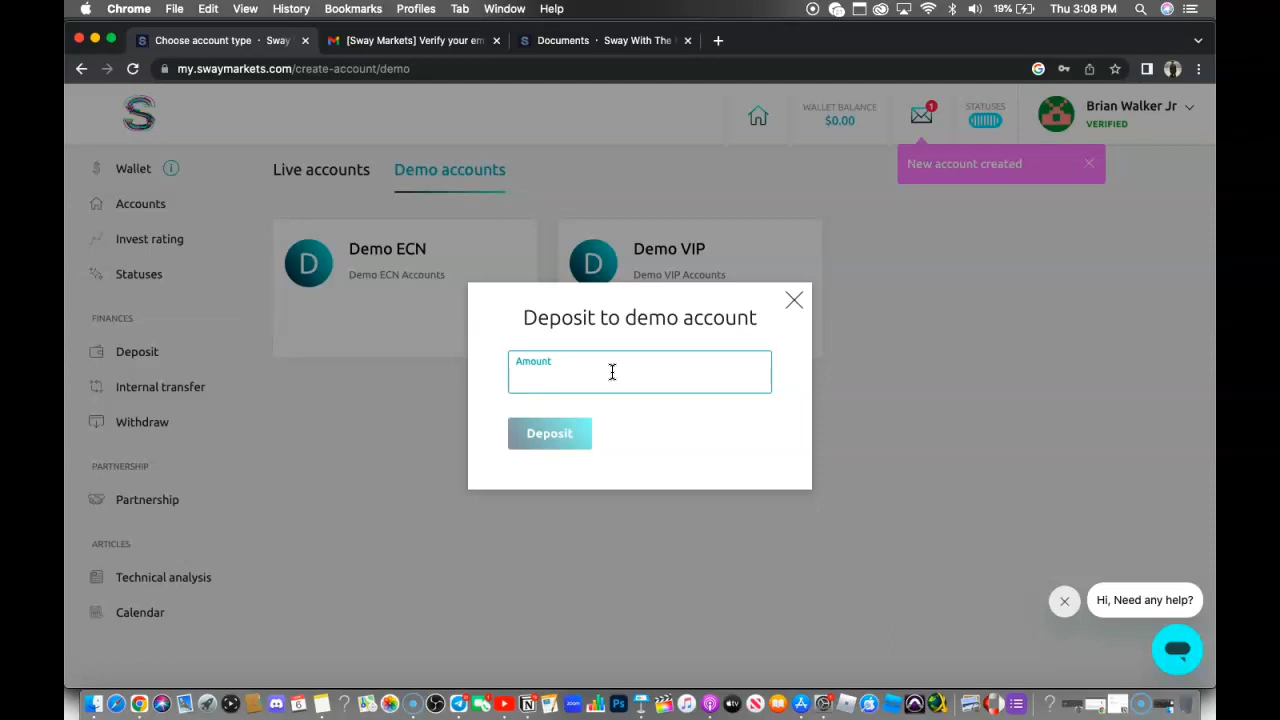 Chrome File Edit View History Bookmarks Profiles Tab Window Help 19% Thu 3:08 PM
Choose account type · Sway [Sway Markets] Verify your em Documents · Sway With The
my.swaymarkets.com/create-account/demo
WALLET BALANCE
$0.00
1
STATUSES
Brian Walker Jr
VERIFIED
New account created
Wallet
Accounts
Invest rating
Statuses
FINANCES
Deposit
Internal transfer
Withdraw
PARTNERSHIP
Partnership
ARTICLES
Technical analysis
Calendar
Live accounts Demo accounts
D Demo ECN
Demo ECN Accounts
D Demo VIP
Demo VIP Accounts
Deposit to demo account
Amount
Deposit
Hi, Need any help?